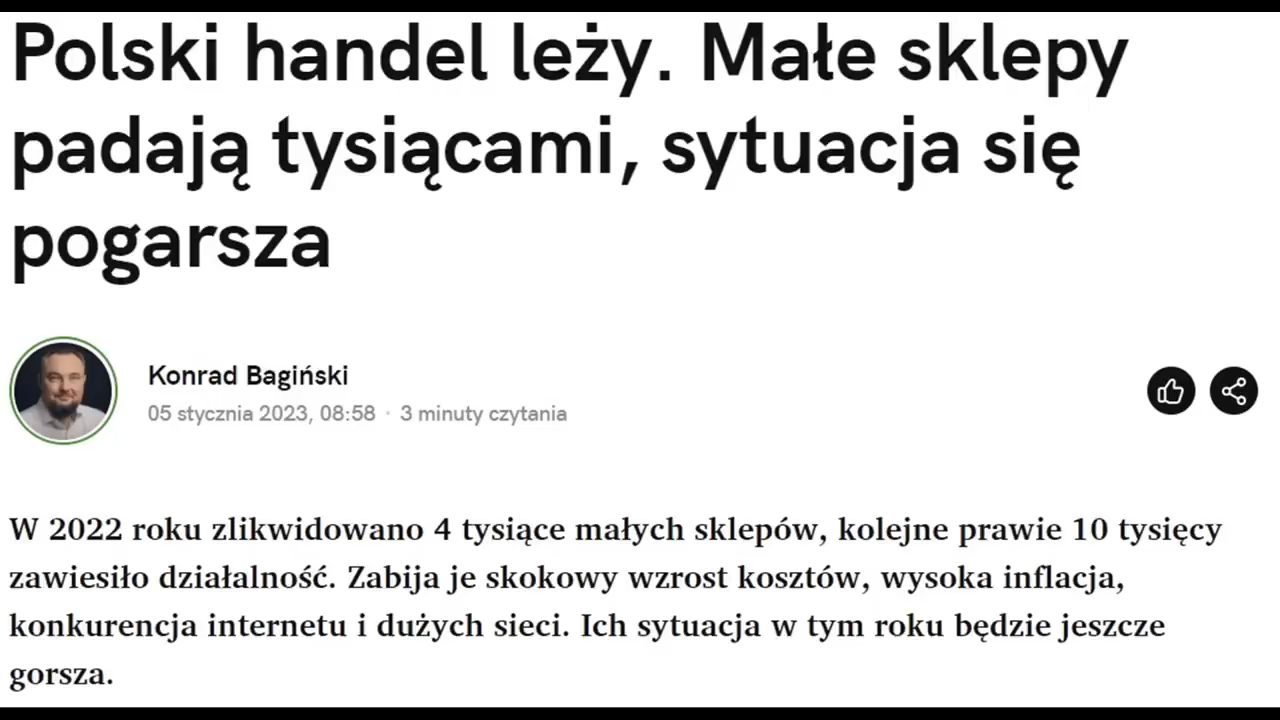 Polski handel leży. Małe sklepy
padają tysiącami, sytuacja się
pogarsza
Konrad Bagiński
05 stycznia 2023, 08:58 · 3 minuty czytania
W 2022 roku zlikwidowano 4 tysiące małych sklepów, kolejne prawie 10 tysięcy
zawiesiło działalność. Zabija je skokowy wzrost kosztów, wysoka inflacja,
konkurencja internetu i dużych sieci. Ich sytuacja w tym roku będzie jeszcze
gorsza.